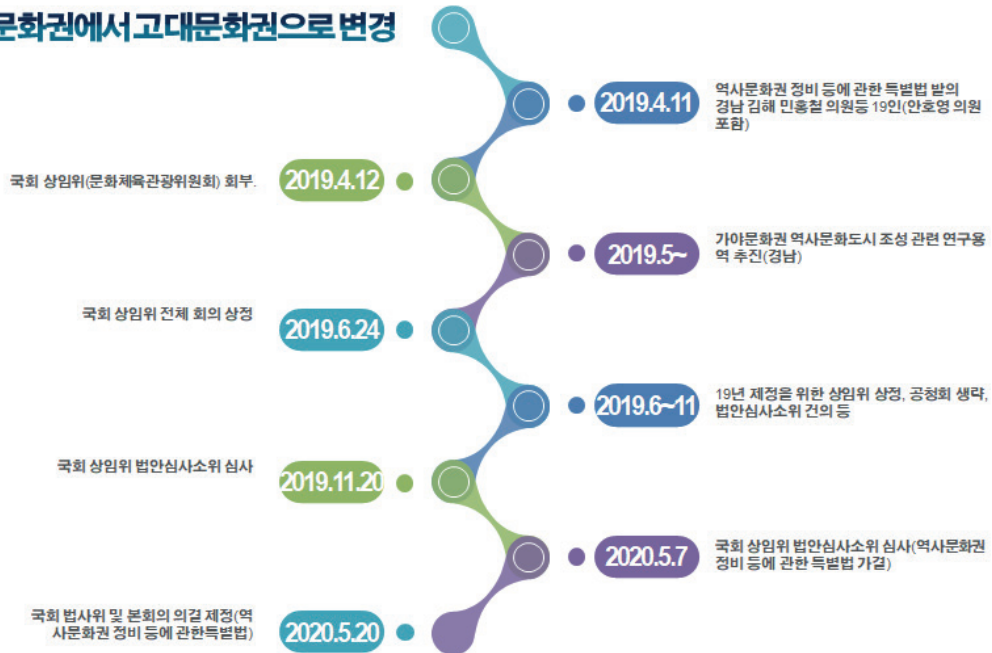 문화권에서 고대문화권으로 변경
2019.4.11
역사문화권 정비 등에 관한 특별법 발의
경남 김해 민홍철 의원등 19인(안호영 의원
포함)
국회 상임위(문화체육관광위원회) 회부.
2019.4.12
2019.5~
가야문화권 역사문화도시 조성 관련 연구용
역 추진(경남)
국회 상임위 전체 회의 상정
2019.6.24
2019.6~11
19년 제정을 위한 상임위 상정, 공청회 생략,
법안심사소위 건의 등
국회 상임위 법안심사소위 심사
2019.11.20
2020.5.7
국회 상임위 법안심사소위 심사(역사문화권
정비 등에 관한 특별법 가결)
국회 법사위 및 본회의 의결 제정(역
사문화권 정비 등에 관한특별법)
2020.5.20